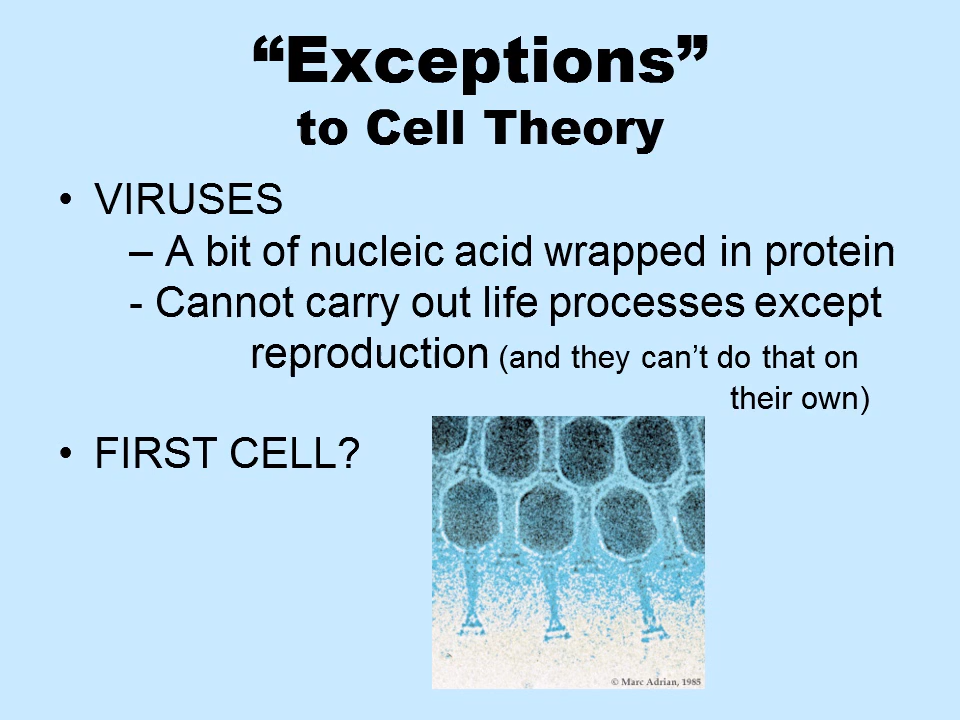 “Exceptions”
to Cell Theory
• VIRUSES
– A bit of nucleic acid wrapped in protein
- Cannot carry out life processes except
reproduction (and they can’t do that on
their own)
• FIRST CELL?
© Marc Adrian, 1985